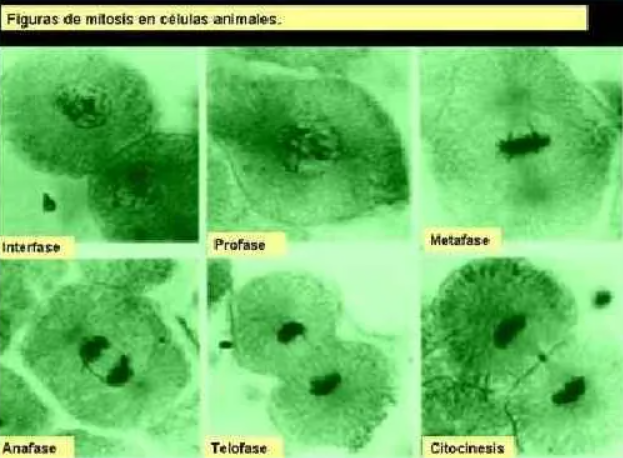 Figuras de mitosis en células animales.
Interfase
Profase
Metafase
Anafase
Telofase
Citocinesis